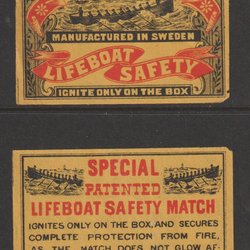 MANUFACTURED IN SWEDEN
LIFEBOAT SAFETY
IGNITE ONLY ON THE BOX
SPECIAL
PATENTED
LIFEBOAT SAFETY MATCH
IGNITES ONLY ON THE BOX, AND SECURES
COMPLETE PROTECTION FROM FIRE,
AS THE MATCH DOES NOT GLOW AF-